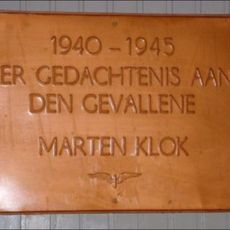 1940 - 1945
ER GEDACHTENIS AAN
DEN GEVALLENE
MARTEN KLOK